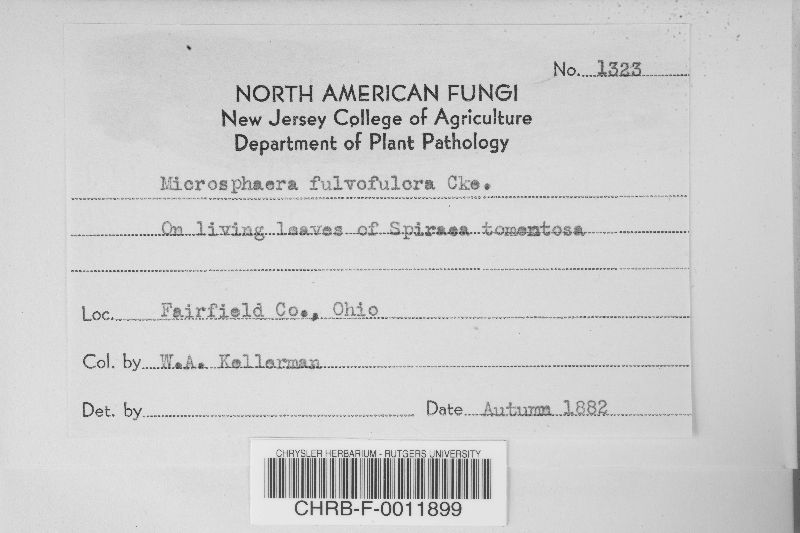 No. 1323
NORTH AMERICAN FUNGI
New Jersey College of Agriculture
Department of Plant Pathology
Microsphaera fulvofulcra Cke.
On living leaves of Spiraea tomentosa
Loc. Fairfield Co., Ohio
Col. by W.A. Kellerman
Det. by
Date Autumn 1882
CHRYSLER HERBARIUM - RUTGERS UNIVERSITY
CHRB-F-0011899